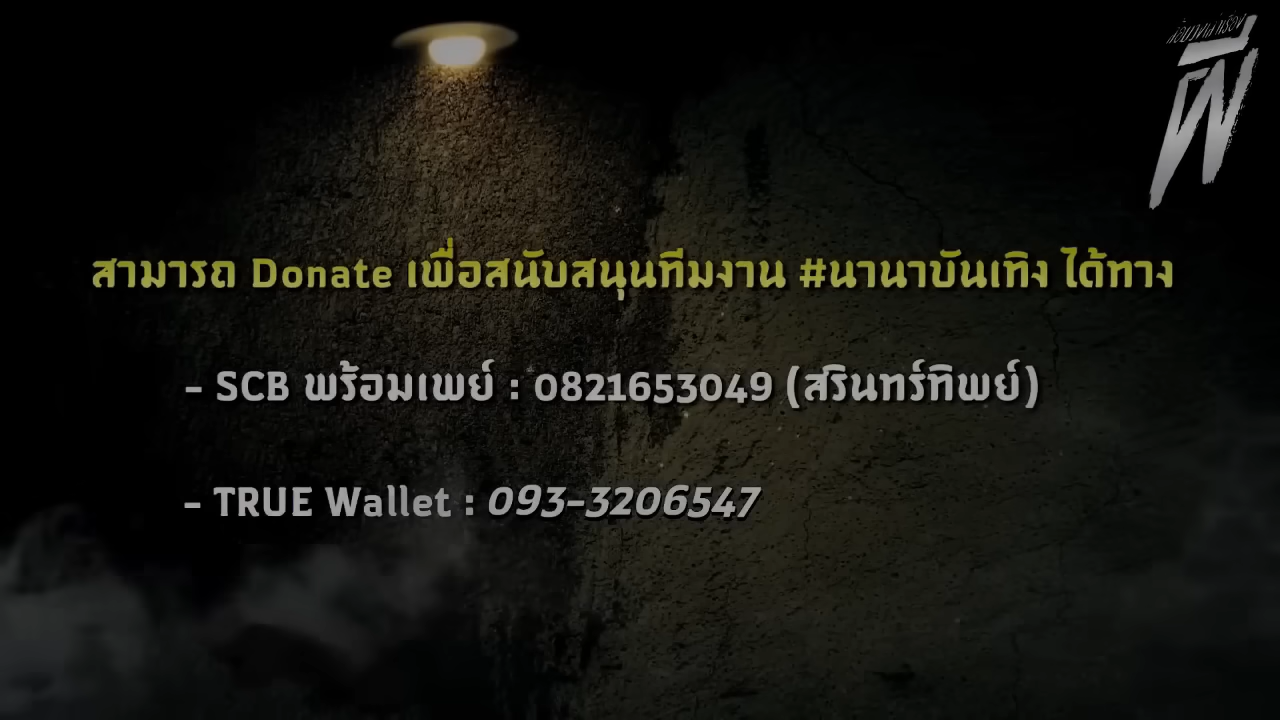 ผี
สามารถ Donate เพื่อสนับสนุนทีมงาน #นานาบันเทิง ได้ทาง
- SCB พร้อมเพย์ : 0821653049 (สรินทร์ทิพย์)
- TRUE Wallet : 093-3206547